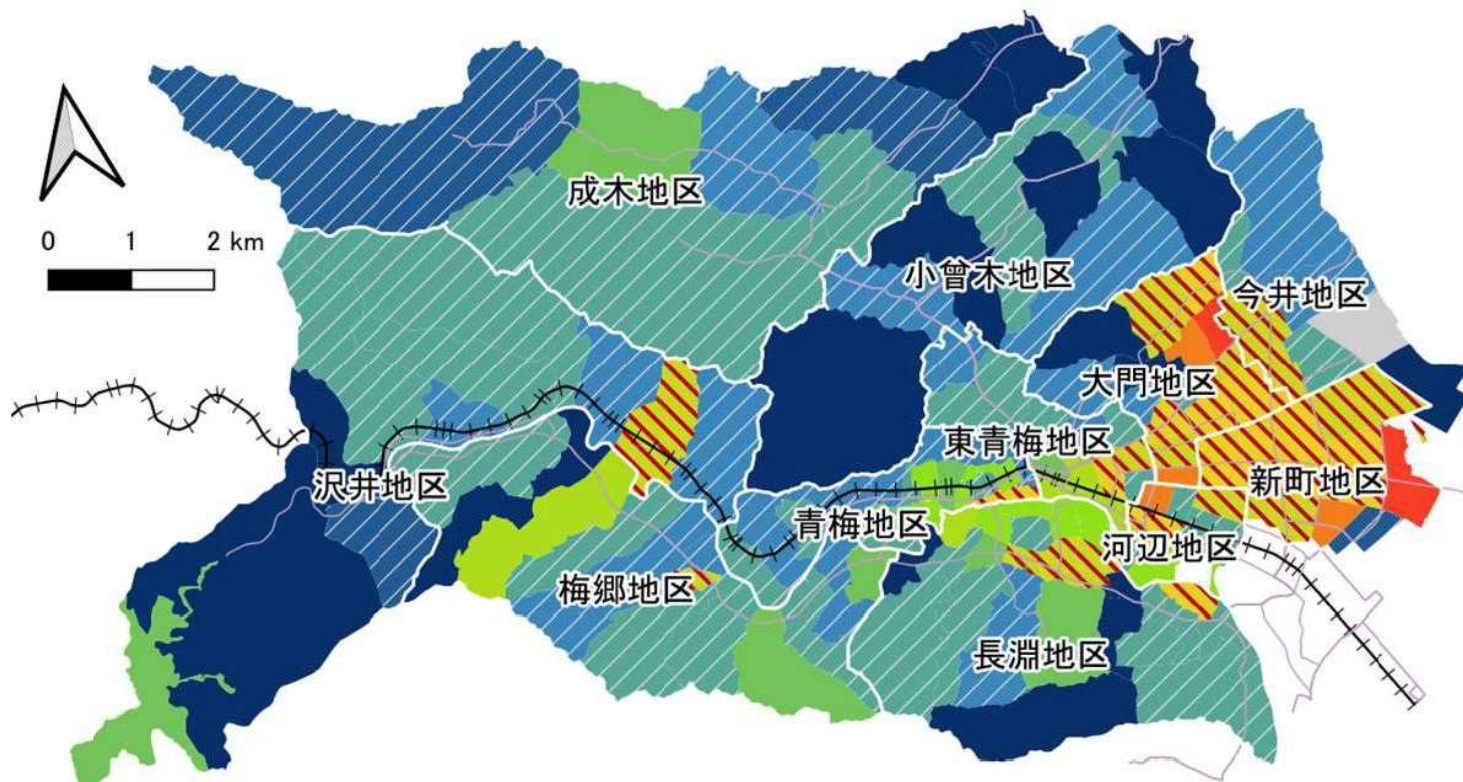 成木地区
0 1 2 km
小曾木地区
今井地区
大門地区
東青梅地区
沢井地区
新町地区
青梅地区
河辺地区
梅郷地区
長淵地区